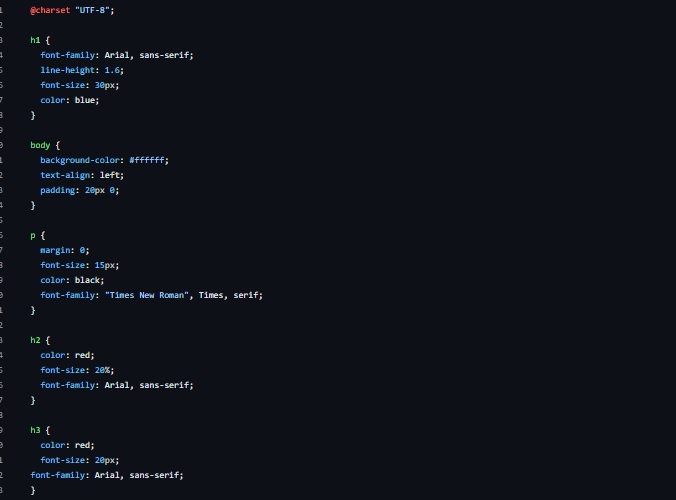 1 @charset "UTF-8";
2
3 h1 {
4   font-family: Arial, sans-serif;
5   line-height: 1.6;
6   font-size: 30px;
7   color: blue;
8 }
9
0 body {
1   background-color: #ffffff;
2   text-align: left;
3   padding: 20px 0;
4 }
5
6 p {
7   margin: 0;
8   font-size: 15px;
9   color: black;
0   font-family: "Times New Roman", Times, serif;
1 }
2
3 h2 {
4   color: red;
5   font-size: 20%;
6   font-family: Arial, sans-serif;
7 }
8
9 h3 {
0   color: red;
1   font-size: 20px;
2 font-family: Arial, sans-serif;
3 }